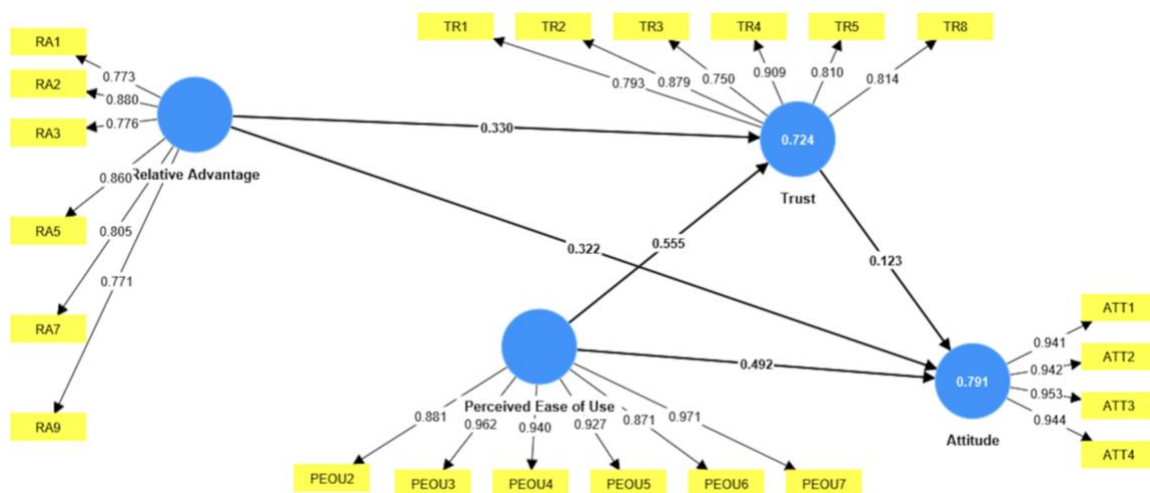 TR1
TR2
TR3
TR4
TR5
TR8
RA1
RA2
RA3
RA5
RA7
RA9
0.773
0.880
0.776
0.860
0.805
0.771
Relative Advantage
0.793
0.879
0.750
0.909
0.810
0.814
0.724
Trust
0.330
0.322
0.555
0.123
0.492
Perceived Ease of Use
0.881
0.962
0.940
0.927
0.871
0.971
PEOU2
PEOU3
PEOU4
PEOU5
PEOU6
PEOU7
0.791
Attitude
0.941
0.942
0.953
0.944
ATT1
ATT2
ATT3
ATT4